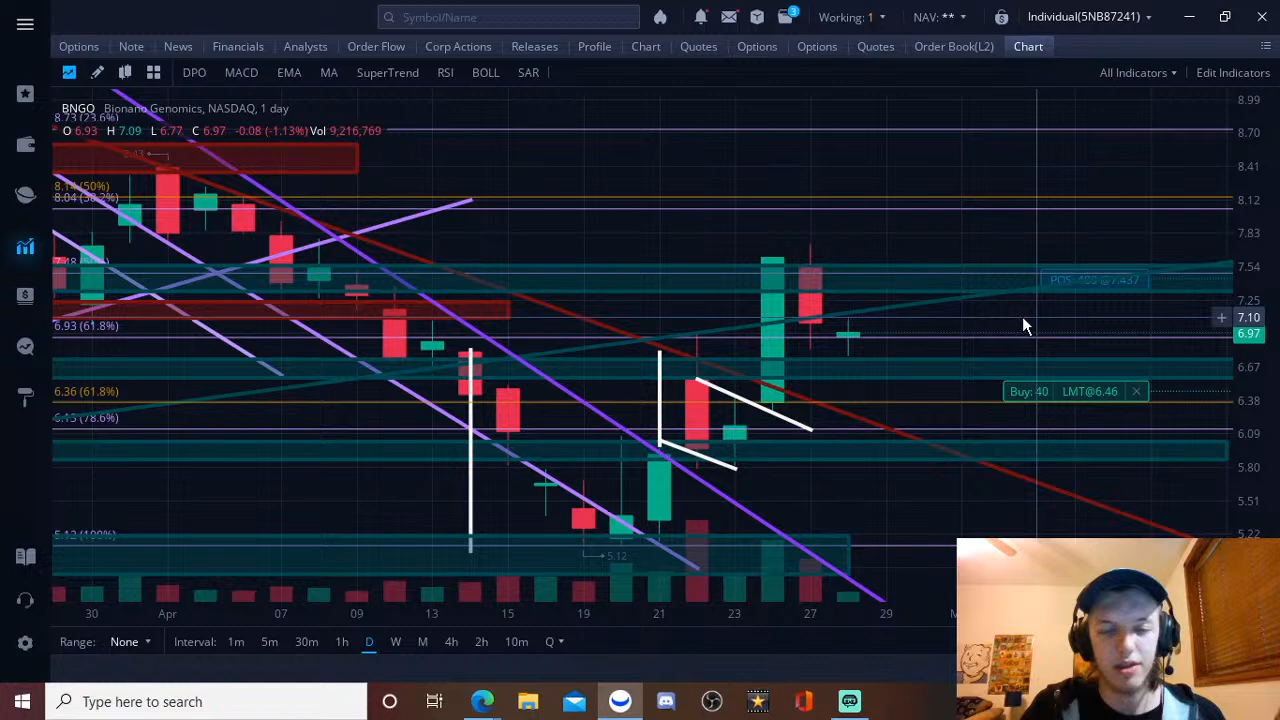 Symbol/Name
3
Working: 1
NAV: **
Individual(5NB87241)
Options Note News Financials Analysts Order Flow Corp Actions Releases Profile Chart Quotes Options Options Quotes Order Book(L2) Chart
DPO MACD EMA MA SuperTrend RSI BOLL SAR
All Indicators
Edit Indicators
BNGO Bionano Genomics, NASDAQ, 1 day
8.73 (23.6%)
O 6.93 H 7.09 L 6.77 C 6.97 -0.08 (-1.13%) Vol 9,216,769
8.14 (50%)
8.04 (38.2%)
6.93 (61.8%)
6.36 (61.8%)
6.15 (78.6%)
5.12 (100%)
5.12
POS: 400 @7.437
Buy: 40 LMT@6.46
8.99
8.70
8.41
8.12
7.83
7.54
7.25
7.10
6.97
6.67
6.38
6.09
5.80
5.51
5.22
30 Apr 07 09 13 15 19 21 23 27 29
Range: None Interval: 1m 5m 30m 1h D W M 4h 2h 10m Q
Type here to search